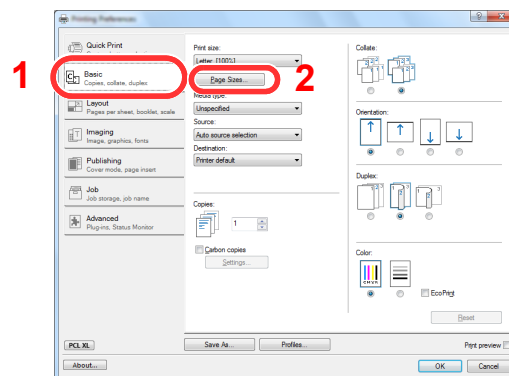 Printing Preferences
?
X
Quick Print
1
Basic
Copies, collate, duplex
Layout
Pages per sheet, booklet, scale
Imaging
Image, graphics, fonts
Publishing
Cover mode, page insert
Job
Job storage, job name
Advanced
Plug-ins, Status Monitor
Print size:
Letter [100%]
Page Sizes...
2
Media type:
Unspecified
Source:
Auto source selection
Destination:
Printer default
Copies:
1
Carbon copies
Settings...
Collate:
Orientation:
Duplex:
Color:
CMYK
EcoPrint
Reset
PCL XL
Save As...
Profiles...
Print preview
About...
OK
Cancel